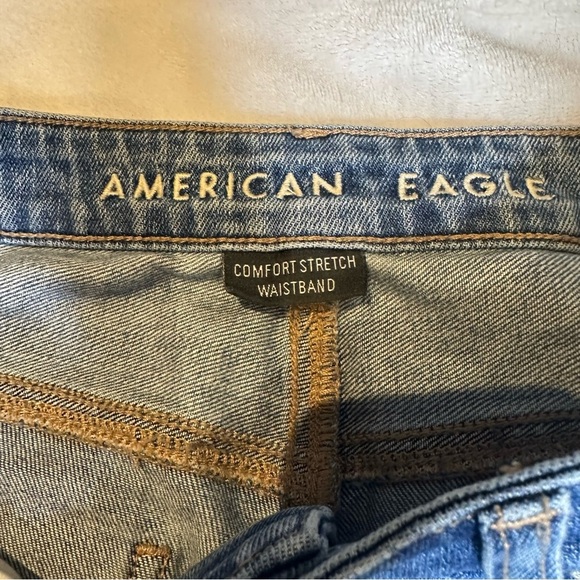 AMERICAN EAGLE
COMFORT STRETCH
WAISTBAND